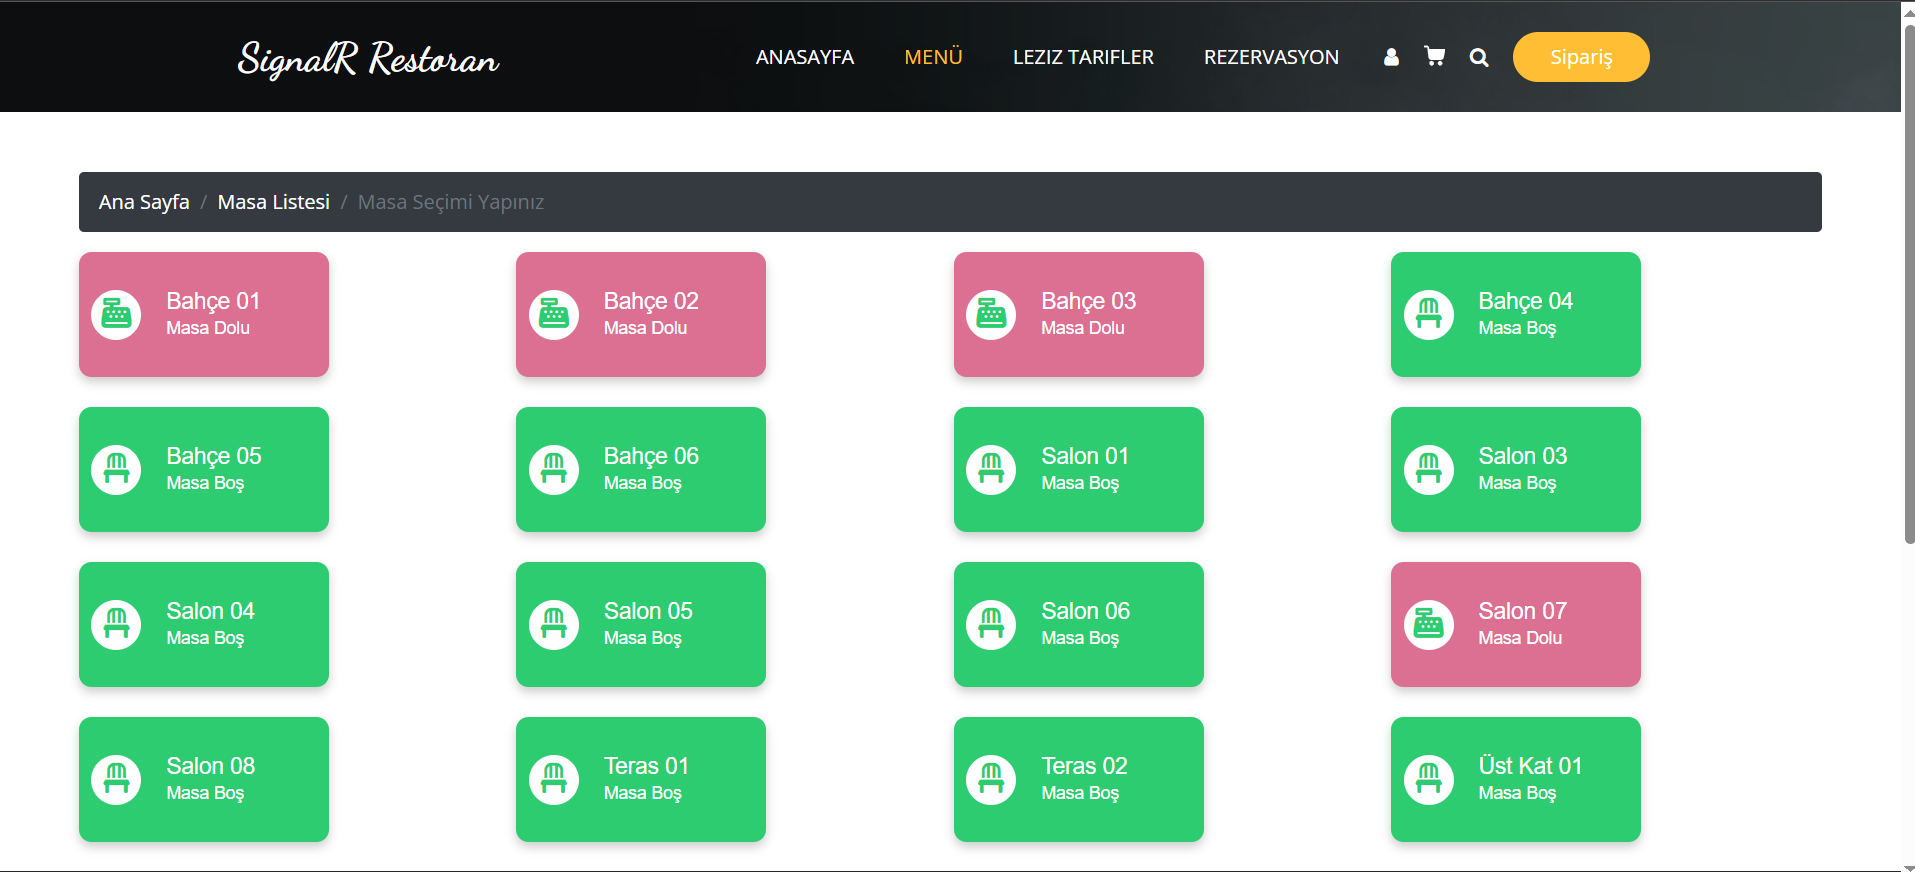 SignalR Restoran
ANASAYFA MENÜ LEZIZ TARIFLER REZERVASYON Sipariş
Ana Sayfa / Masa Listesi / Masa Seçimi Yapınız
Bahçe 01
Masa Dolu
Bahçe 02
Masa Dolu
Bahçe 03
Masa Dolu
Bahçe 04
Masa Boş
Bahçe 05
Masa Boş
Bahçe 06
Masa Boş
Salon 01
Masa Boş
Salon 03
Masa Boş
Salon 04
Masa Boş
Salon 05
Masa Boş
Salon 06
Masa Boş
Salon 07
Masa Dolu
Salon 08
Masa Boş
Teras 01
Masa Boş
Teras 02
Masa Boş
Üst Kat 01
Masa Boş